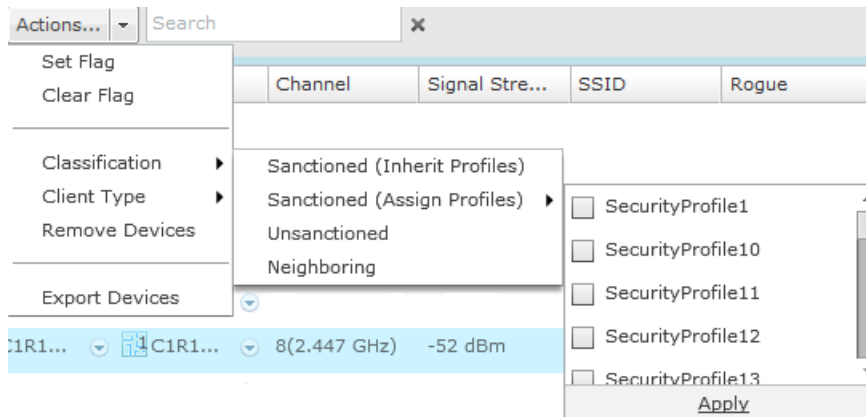 Actions... Search
Set Flag
Clear Flag
Channel Signal Stre... SSID Rogue
Classification
Client Type
Remove Devices
Export Devices
Sanctioned (Inherit Profiles)
Sanctioned (Assign Profiles)
Unsanctioned
Neighboring
SecurityProfile1
SecurityProfile10
SecurityProfile11
SecurityProfile12
SecurityProfile13
Apply
C1R1... 1 C1R1... 8(2.447 GHz) -52 dBm